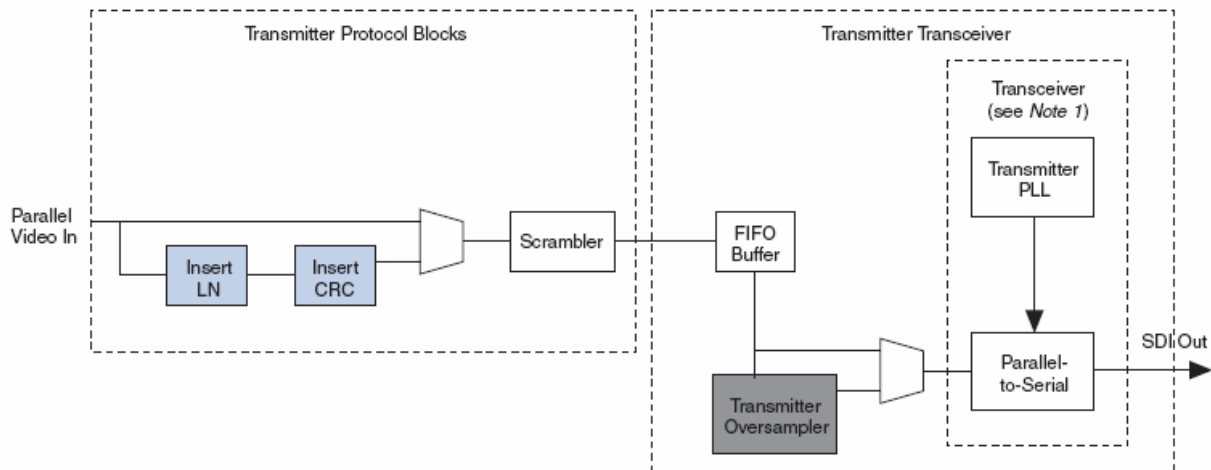 Transmitter Protocol Blocks
Transmitter Transceiver
Transceiver
(see Note 1)
Transmitter
PLL
Parallel
Video In
Insert
LN
Insert
CRC
Scrambler
FIFO
Buffer
Transmitter
Oversampler
Parallel-
to-Serial
SDI Out